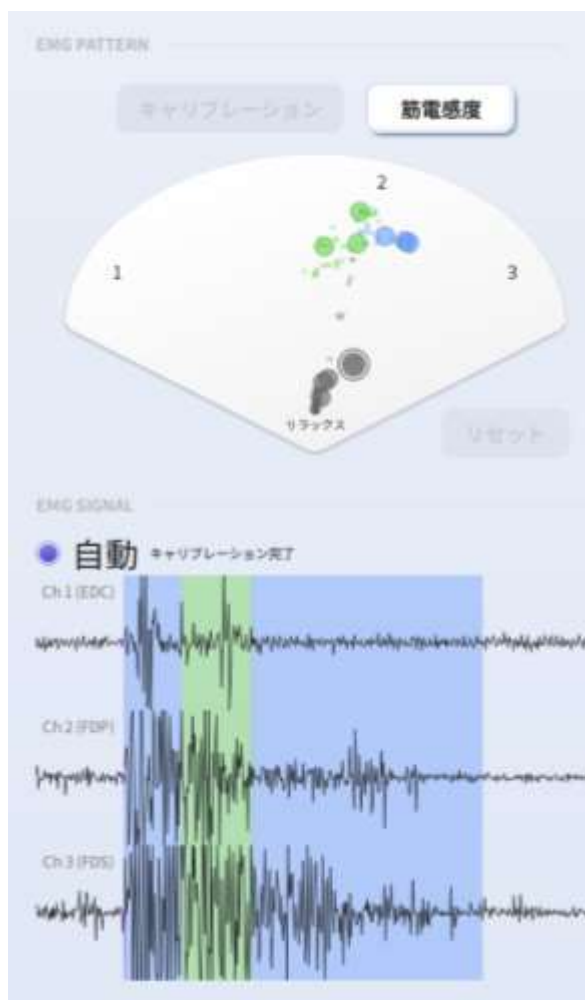 EMG PATTERN
キャリブレーション 筋電感度
2
1 3
リラックス
リセット
EMG SIGNAL
自動 キャリブレーション完了
Ch 1 (EDC)
Ch 2 (FDP)
Ch 3 (FDS)